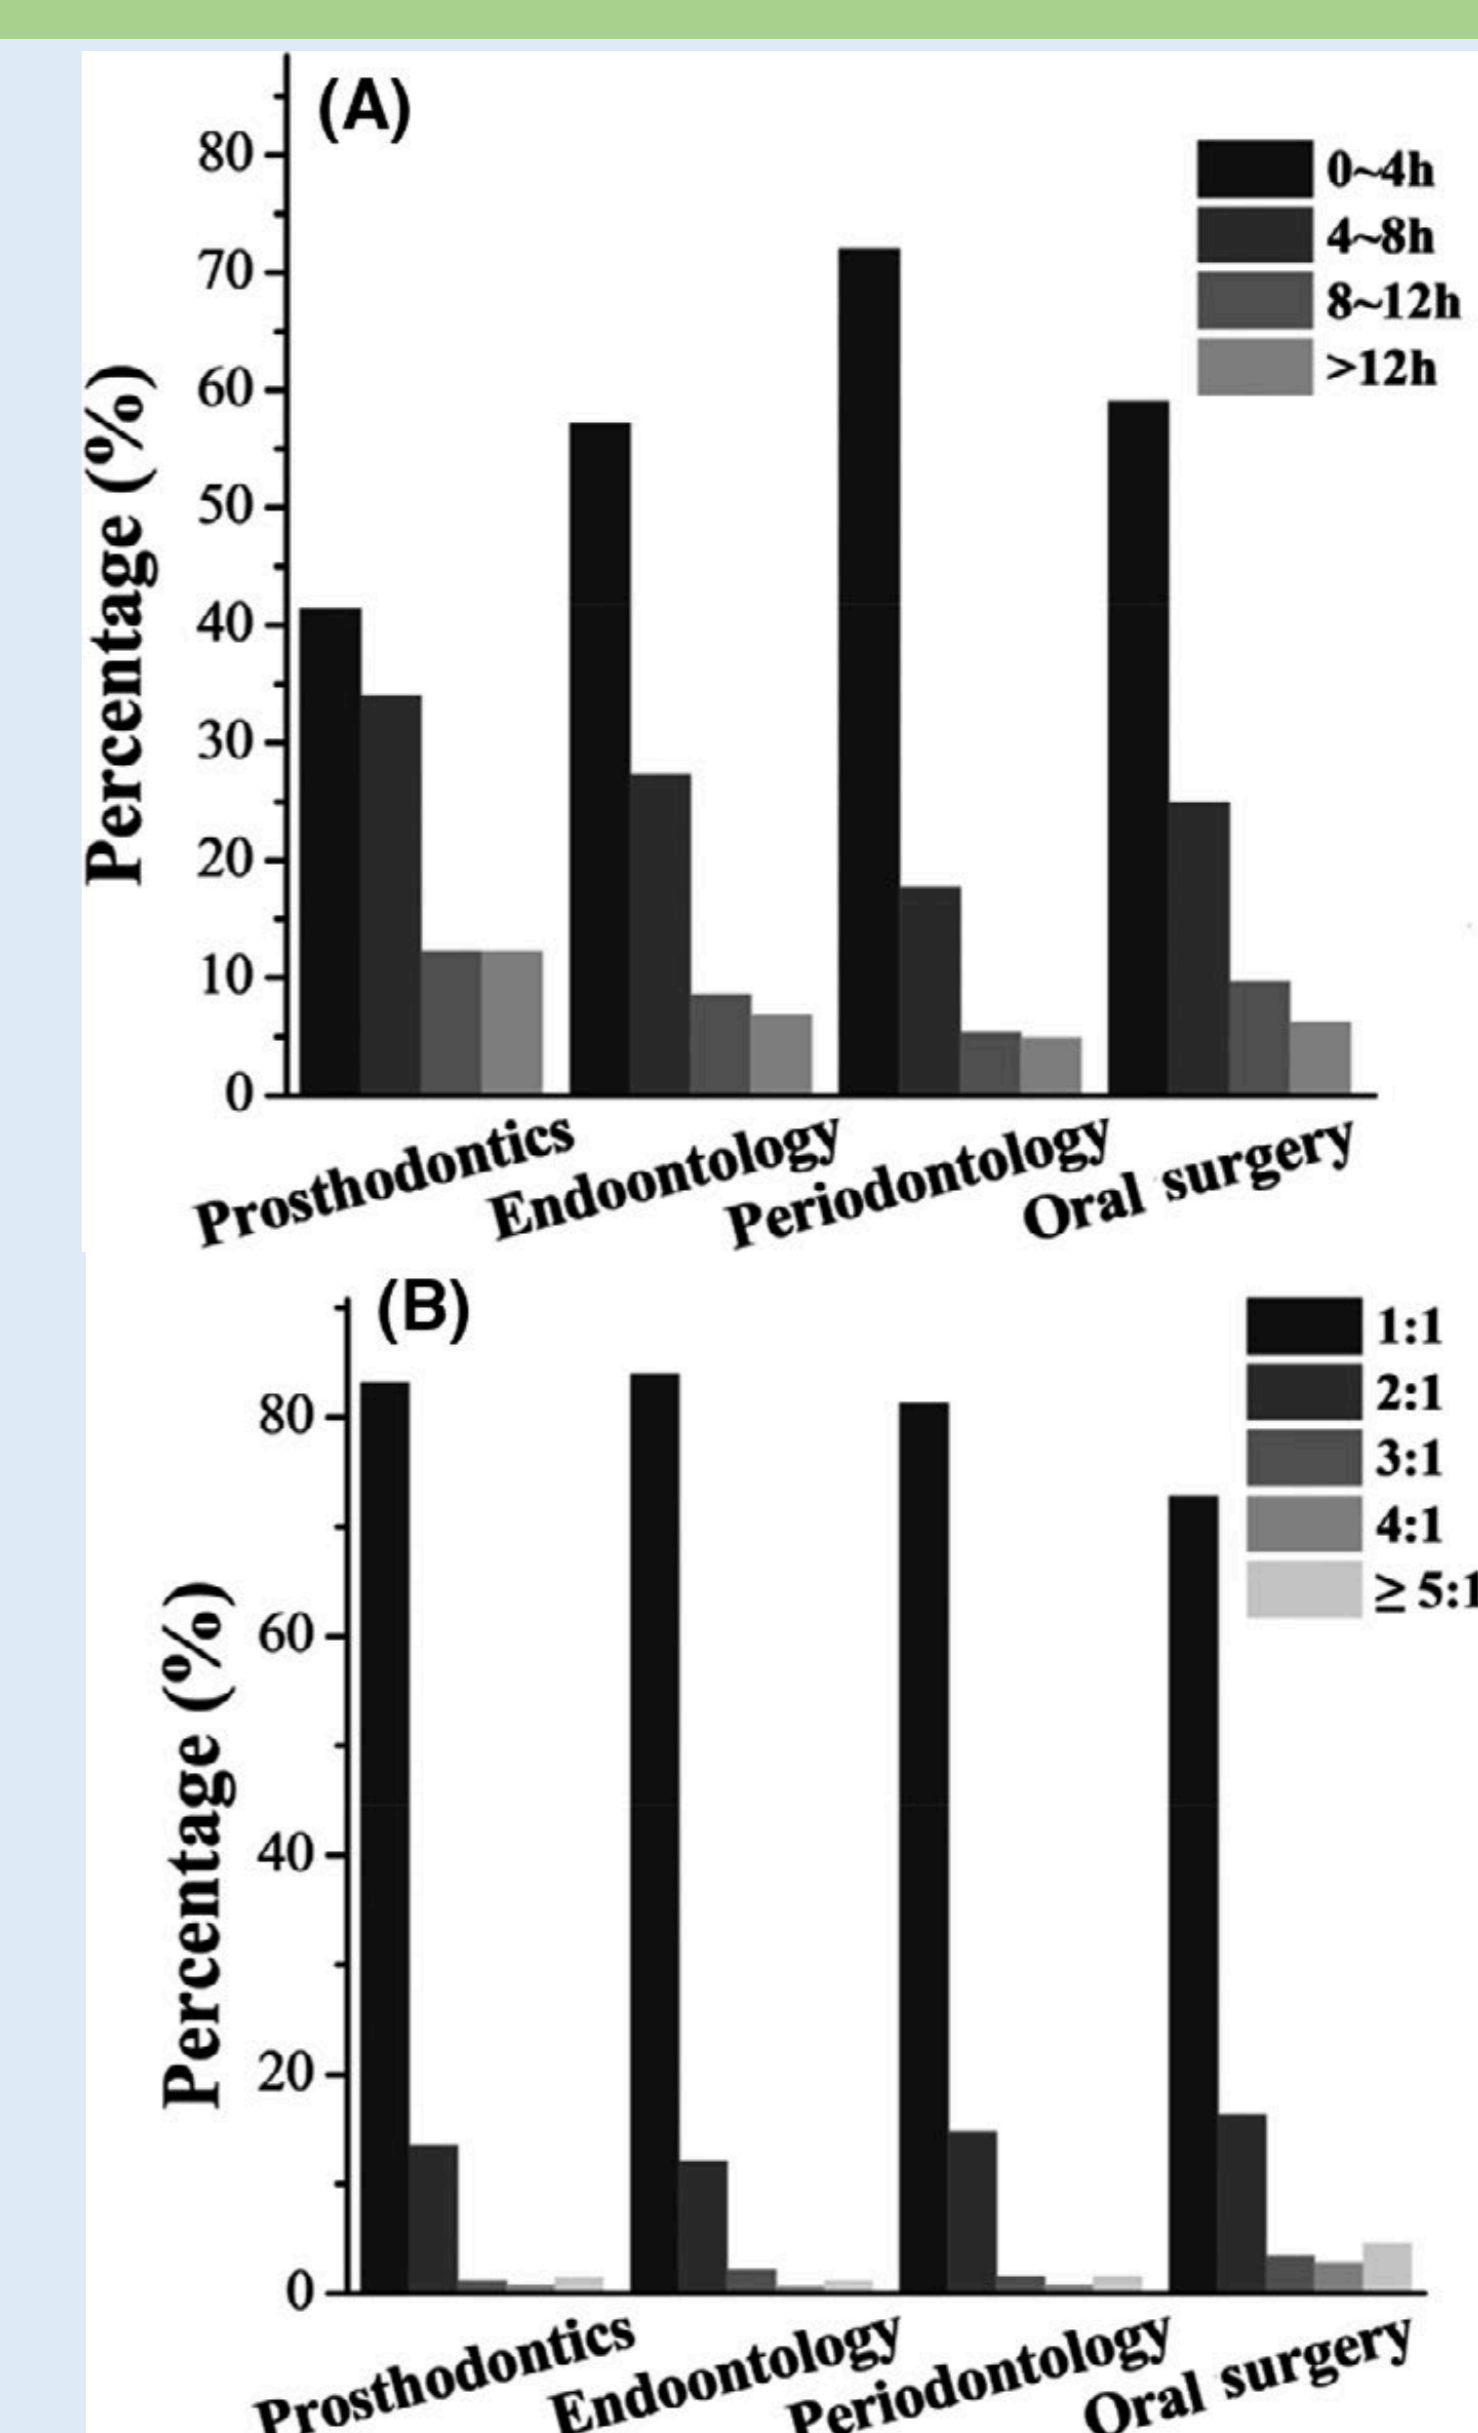 (A)
80
70
60
50
40
30
20
10
0
Percentage (%)
0~4h
4~8h
8~12h
>12h
Prosthodontics
Endoontology
Periodontology
Oral surgery
(B)
80
60
40
20
0
Percentage (%)
1:1
2:1
3:1
4:1
≥ 5:1
Prosthodontics
Endoontology
Periodontology
Oral surgery